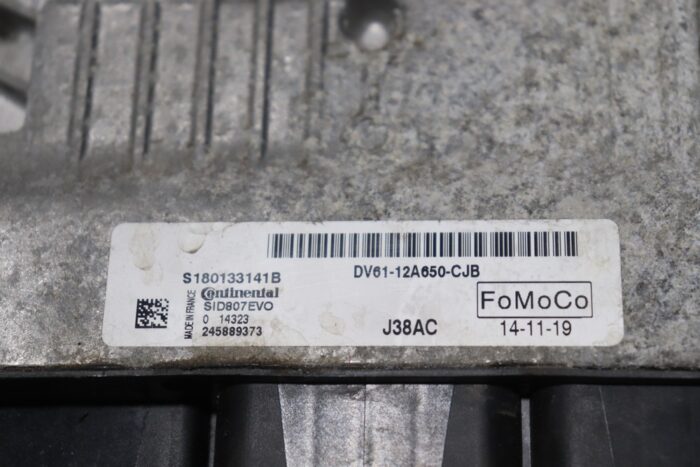 DV61-12A650-CJB
S180133141B
Continental
SID807EVO
0 14323
245889373
MADE IN FRANCE
J38AC
FoMoCo
14-11-19